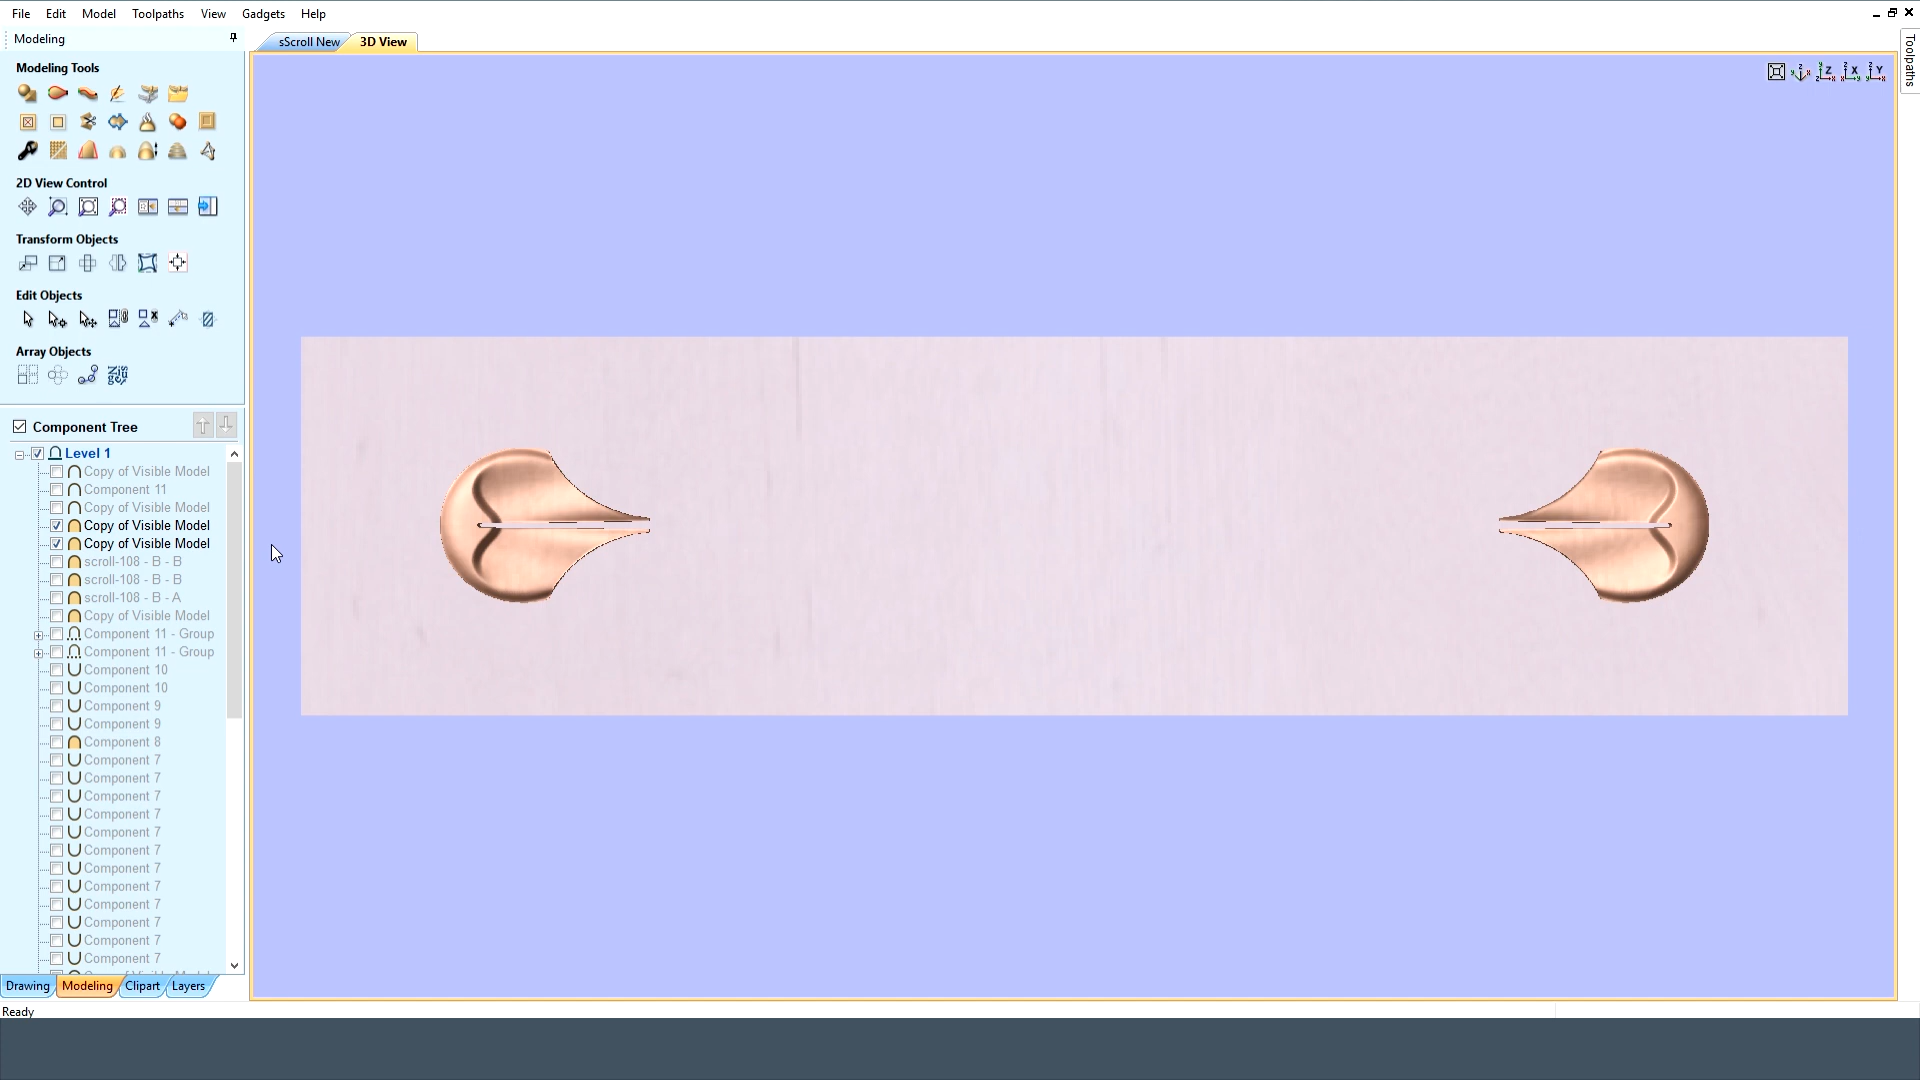 File Edit Model Toolpaths View Gadgets Help
Modeling
sScroll New 3D View
Toolpaths
Modeling Tools
2D View Control
Transform Objects
Edit Objects
Array Objects
Component Tree
Level 1
Copy of Visible Model
Component 11
Copy of Visible Model
Copy of Visible Model
Copy of Visible Model
scroll-108 - B - B
scroll-108 - B - B
scroll-108 - B - A
Copy of Visible Model
Component 11 - Group
Component 11 - Group
Component 10
Component 10
Component 9
Component 9
Component 8
Component 7
Component 7
Component 7
Component 7
Component 7
Component 7
Component 7
Component 7
Component 7
Component 7
Component 7
Component 7
Drawing Modeling Clipart Layers
Ready